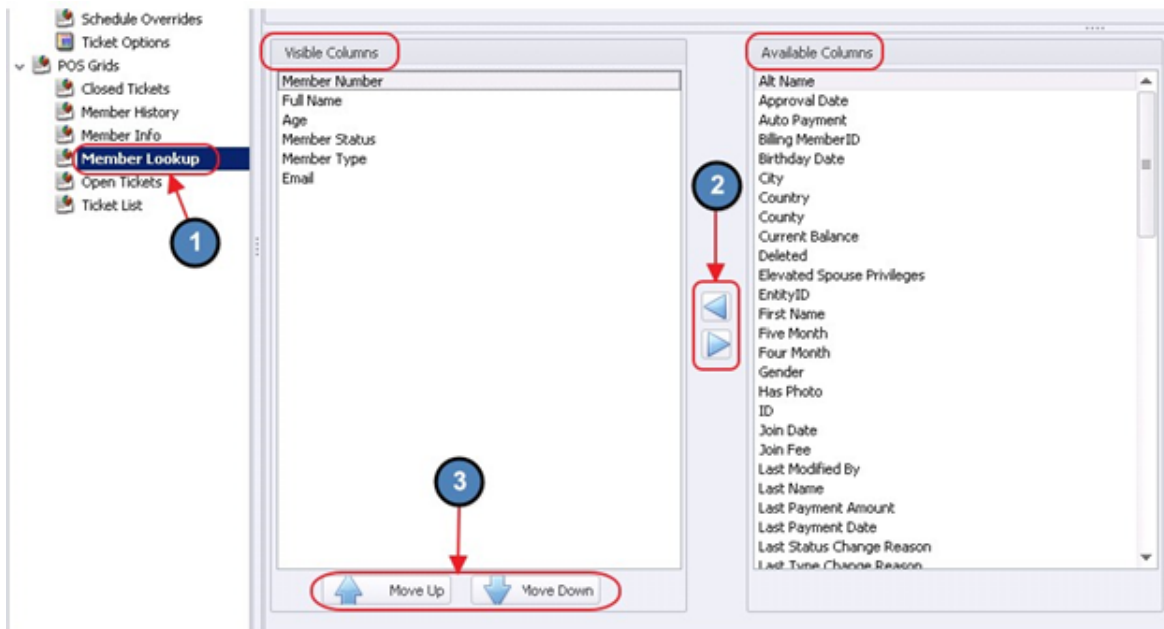 Schedule Overrides
Ticket Options
POS Grids
Closed Tickets
Member History
Member Info
Member Lookup
Open Tickets
Ticket List
1
Visible Columns
Member Number
Full Name
Age
Member Status
Member Type
Email
3
Move Up
Move Down
2
Available Columns
Alt Name
Approval Date
Auto Payment
Billing MemberID
Birthday Date
City
Country
County
Current Balance
Deleted
Elevated Spouse Privileges
EntityID
First Name
Five Month
Four Month
Gender
Has Photo
ID
Join Date
Join Fee
Last Modified By
Last Name
Last Payment Amount
Last Payment Date
Last Status Change Reason
Last Type Change Reason